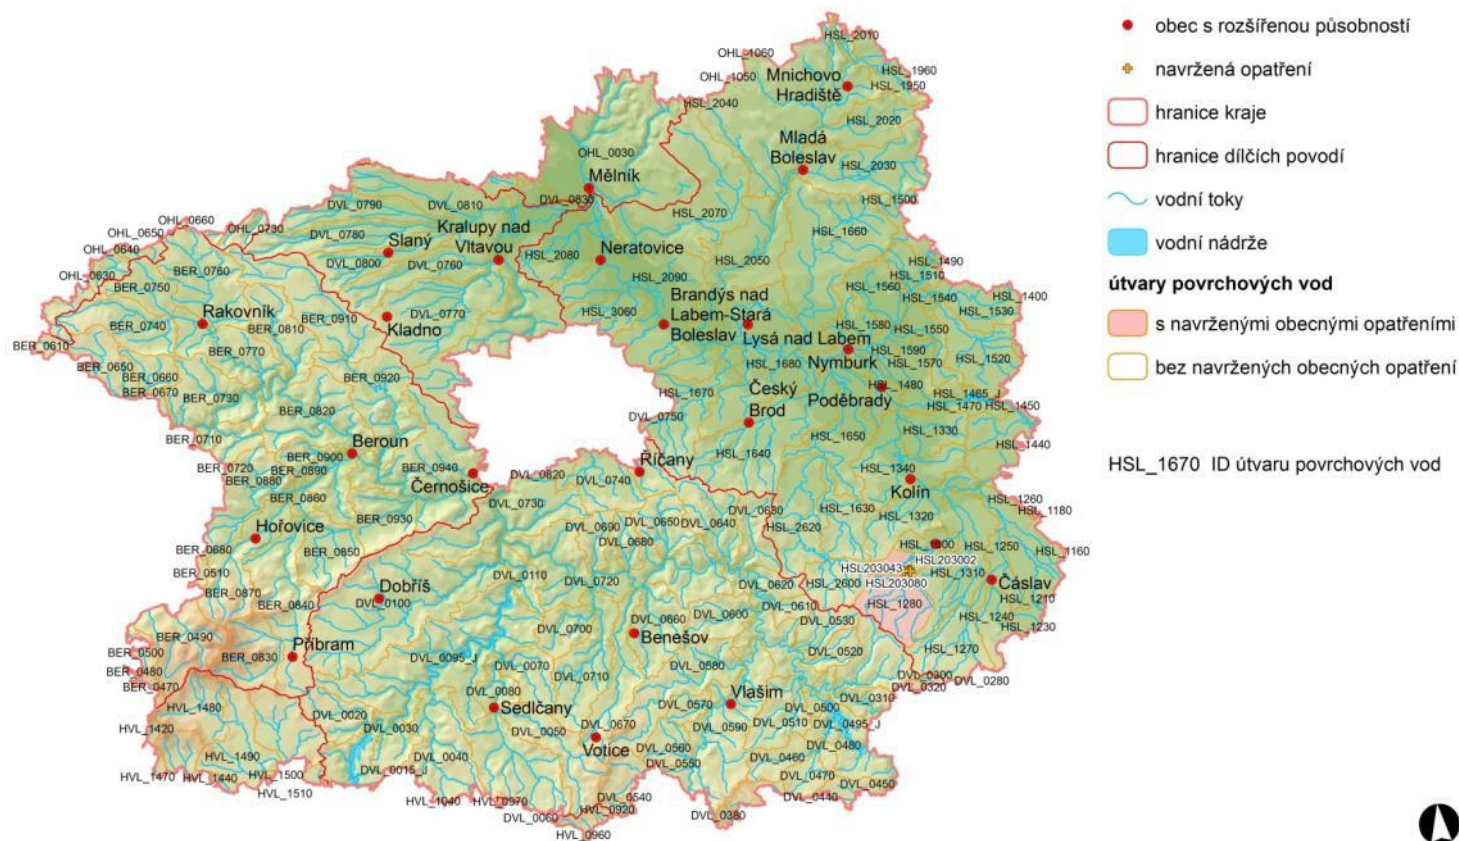 HSL_2010
OHL_1060
OHL_1050
Mnichovo
Hradiště
HSL_1960
HSL_1950
HSL_2040
HSL_2020
Mladá
Boleslav
HSL_2030
OHL_0030
Mělník
DVL_0830
DVL_0810
DVL_0790
HSL_1500
HSL_2070
OHL_0660
OHL_0730
OHL_0650
OHL_0640
OHL_0630
DVL_0780
Slaný
Kralupy nad
Vltavou
DVL_0800
DVL_0760
HSL_1660
Neratovice
HSL_2080
HSL_2050
HSL_2090
HSL_1490
HSL_1510
HSL_1560
HSL_1540
HSL_1400
HSL_1530
BER_0760
BER_0750
Rakovník
BER_0740
BER_0810
BER_0910
DVL_0770
Kladno
HSL_3060
Brandýs nad
Labem-Stará
Boleslav
Lysá nad Labem
HSL_1580
HSL_1550
HSL_1590
Nymburk
HSL_1570
HSL_1520
BER_0610
BER_0650
BER_0770
BER_0660
BER_0670
BER_0730
BER_0920
HSL_1680
HSL_1670
Český
Brod
Poděbrady
HSL_1480
HSL_1465_J
HSL_1470
HSL_1450
BER_0820
BER_0710
DVL_0750
HSL_1330
HSL_1650
HSL_1440
Beroun
BER_0900
BER_0720
BER_0890
BER_0880
BER_0940
Černošice
DVL_0820
Říčany
DVL_0740
HSL_1640
HSL_1340
Kolín
BER_0860
DVL_0730
HSL_1260
HSL_1180
BER_0930
DVL_0630
DVL_0650
DVL_0640
DVL_0690
DVL_0680
HSL_1630
HSL_1320
HSL_2620
Hořovice
BER_0680
BER_0850
HSL_1250
HSL_1160
HSL203043
HSL203002
HSL203080
HSL_1310
BER_0510
BER_0870
BER_0840
Dobříš
DVL_0100
DVL_0110
DVL_0720
DVL_0620
HSL_2600
Čáslav
HSL_1210
HSL_1280
HSL_1240
HSL_1230
DVL_0610
DVL_0600
DVL_0530
DVL_0660
Benešov
BER_0490
BER_0500
BER_0480
BER_0470
BER_0830
Příbram
DVL_0700
DVL_0520
HSL_1270
DVL_0095_J
DVL_0070
DVL_0710
DVL_0580
DVL_0300
DVL_0280
DVL_0320
DVL_0310
DVL_0080
Sedlčany
DVL_0570
Vlašim
DVL_0500
HVL_1480
HVL_1420
DVL_0020
DVL_0030
DVL_0050
DVL_0670
Votice
DVL_0590
DVL_0510
DVL_0495_J
DVL_0560
DVL_0480
DVL_0460
DVL_0550
DVL_0040
HVL_1490
HVL_1470
HVL_1440
HVL_1500
HVL_1510
DVL_0015_J
DVL_0470
DVL_0450
DVL_0440
HVL_1040
HVL_0970
DVL_0540
HVL_0920
DVL_0060
DVL_0380
HVL_0960
obec s rozšířenou působností
navržená opatření
hranice kraje
hranice dílčích povodí
vodní toky
vodní nádrže
útvary povrchových vod
s navrženými obecnými opatřeními
bez navržených obecných opatření
HSL_1670 ID útvaru povrchových vod